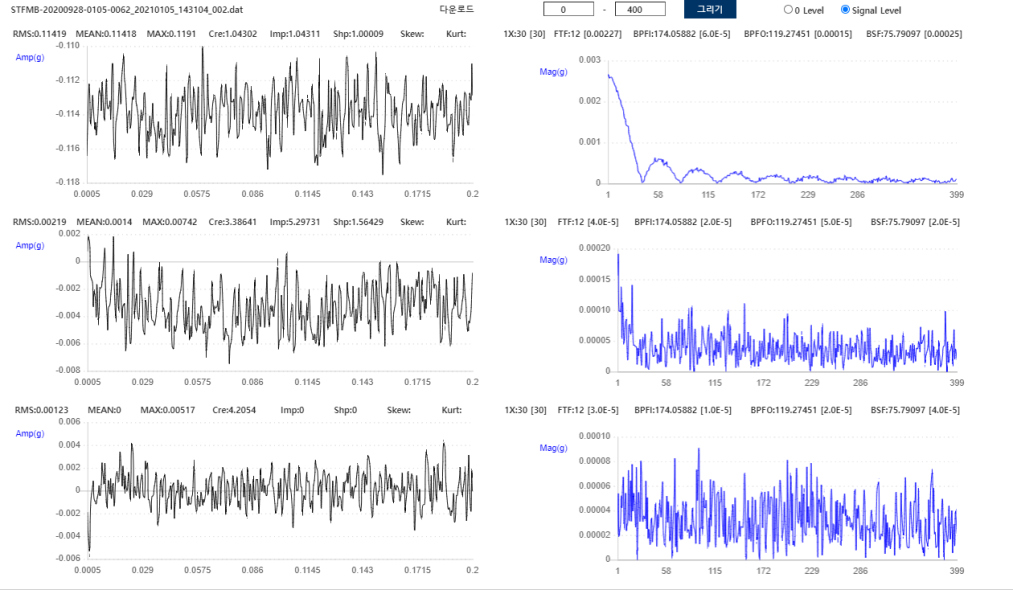 STFMB-20200928-0105-0062_20210105_143104_002.dat 다운로드 0 - 400 그리기 0 Level Signal Level
RMS:0.11419 MEAN:0.11418 MAX:0.1191 Cre:1.04302 Imp:1.04311 Shp:1.00009 Skew: Kurt: 1X:30 [30] FTF:12 [0.00227] BPFI:174.05882 [6.0E-5] BPFO:119.27451 [0.00015] BSF:75.79097 [0.00025]
Amp(g)
-0.110
-0.112
-0.114
-0.116
-0.118
0.0005 0.029 0.0575 0.086 0.1145 0.143 0.1715 0.2
Mag(g)
0.003
0.002
0.001
0
1 58 115 172 229 286 399
RMS:0.00219 MEAN:0.0014 MAX:0.00742 Cre:3.38641 Imp:5.29731 Shp:1.56429 Skew: Kurt: 1X:30 [30] FTF:12 [4.0E-5] BPFI:174.05882 [2.0E-5] BPFO:119.27451 [5.0E-5] BSF:75.79097 [2.0E-5]
Amp(g)
0.002
0
-0.002
-0.004
-0.006
-0.008
0.0005 0.029 0.0575 0.086 0.1145 0.143 0.1715 0.2
Mag(g)
0.00020
0.00015
0.00010
0.00005
0
1 58 115 172 229 286 399
RMS:0.00123 MEAN:0 MAX:0.00517 Cre:4.2054 Imp:0 Shp:0 Skew: Kurt: 1X:30 [30] FTF:12 [3.0E-5] BPFI:174.05882 [1.0E-5] BPFO:119.27451 [2.0E-5] BSF:75.79097 [4.0E-5]
Amp(g)
0.006
0.004
0.002
0
-0.002
-0.004
-0.006
0.0005 0.029 0.0575 0.086 0.1145 0.143 0.1715 0.2
Mag(g)
0.00010
0.00008
0.00006
0.00004
0.00002
0
1 58 115 172 229 286 399